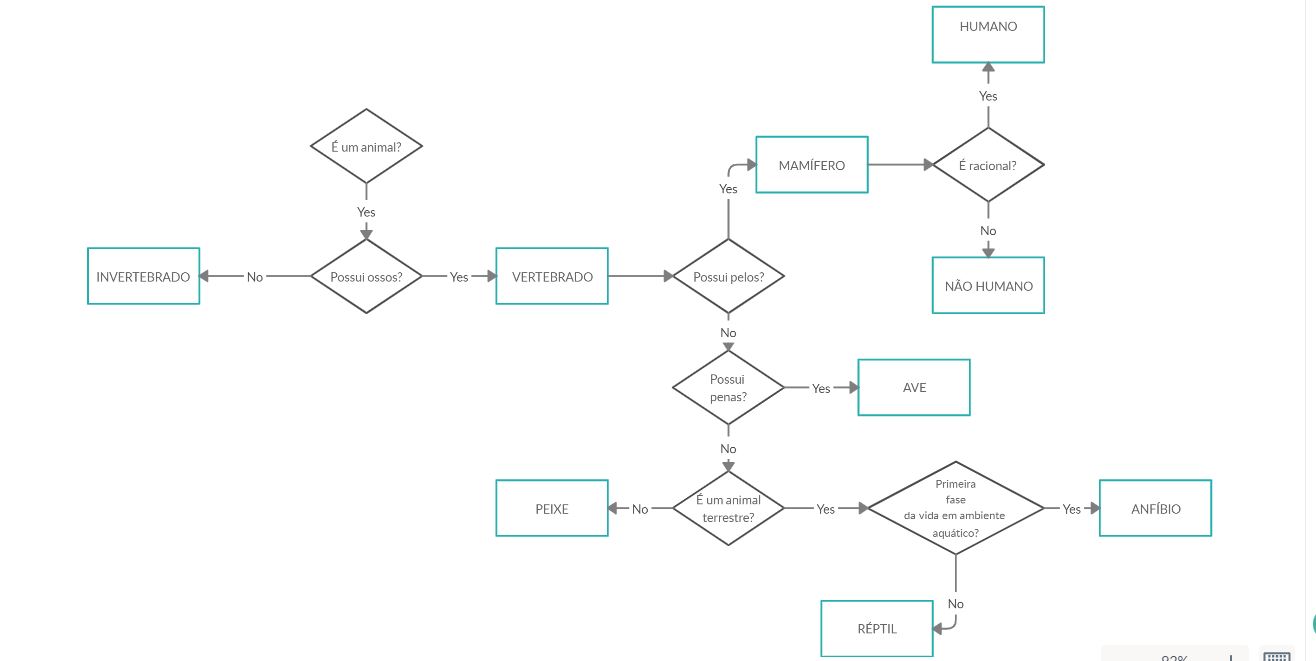 HUMANO
Yes
É um animal?
MAMÍFERO
É racional?
Yes
Yes
No
INVERTEBRADO
No
Possui ossos?
Yes
VERTEBRADO
Possui pelos?
NÃO HUMANO
No
Possui
penas?
Yes
AVE
No
PEIXE
No
É um animal
terrestre?
Yes
Primeira
fase
da vida em ambiente
aquático?
Yes
ANFÍBIO
No
RÉPTIL